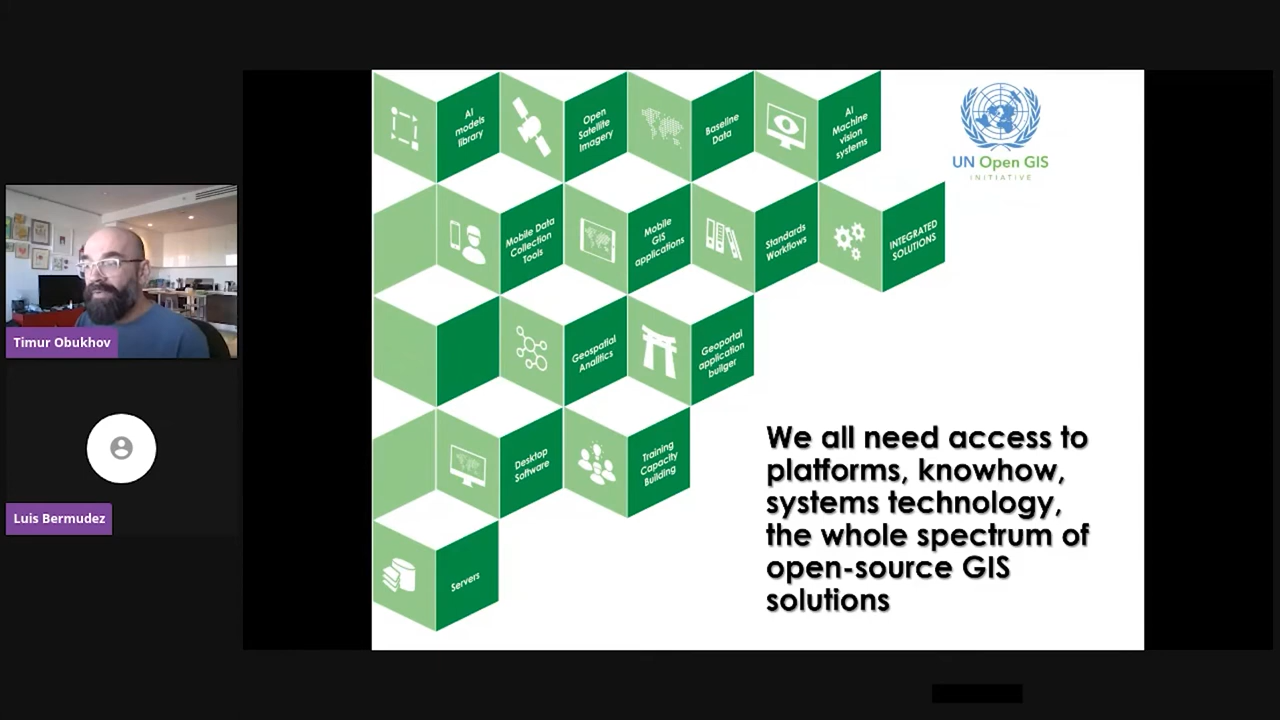 AI
models
library
Open
Satellite
Imagery
Baseline
Data
AI
Machine
vision
systems
UN Open GIS
INITIATIVE
Mobile Data
Collection
Tools
Mobile
GIS
applications
Standards
Workflows
INTEGRATED
SOLUTIONS
Timur Obukhov
Geospatial
Analitics
Geoportal
application
builger
Desktop
Software
Training
Capacity
Building
We all need access to
platforms, knowhow,
systems technology,
the whole spectrum of
open-source GIS
solutions
Luis Bermudez
Servers